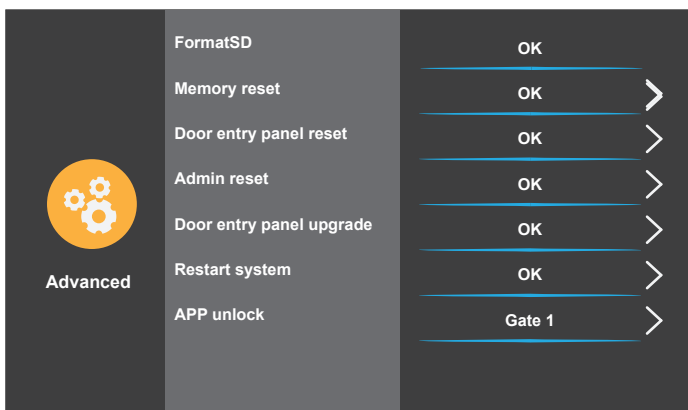 FormatSD OK
Memory reset OK
Door entry panel reset OK
Admin reset OK
Door entry panel upgrade OK
Advanced
Restart system OK
APP unlock Gate 1